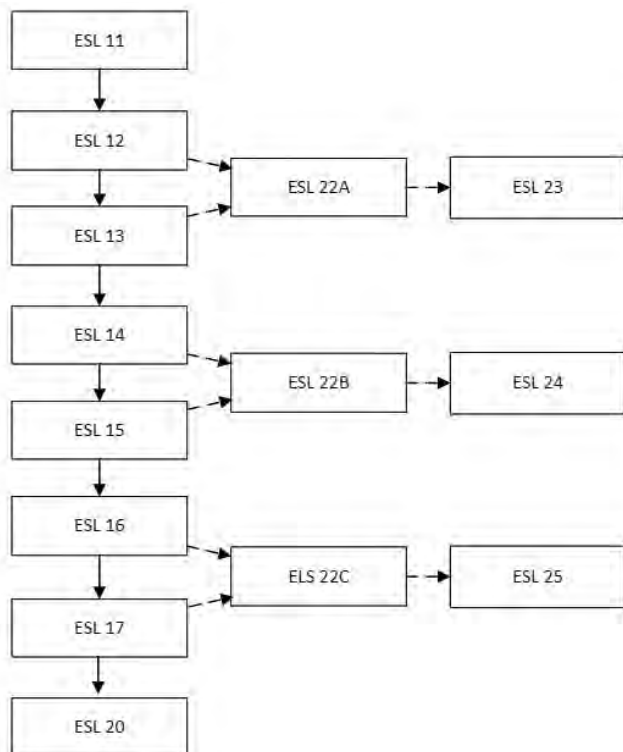 ESL 11
ESL 12
ESL 22A
ESL 23
ESL 13
ESL 14
ESL 22B
ESL 24
ESL 15
ESL 16
ELS 22C
ESL 25
ESL 17
ESL 20